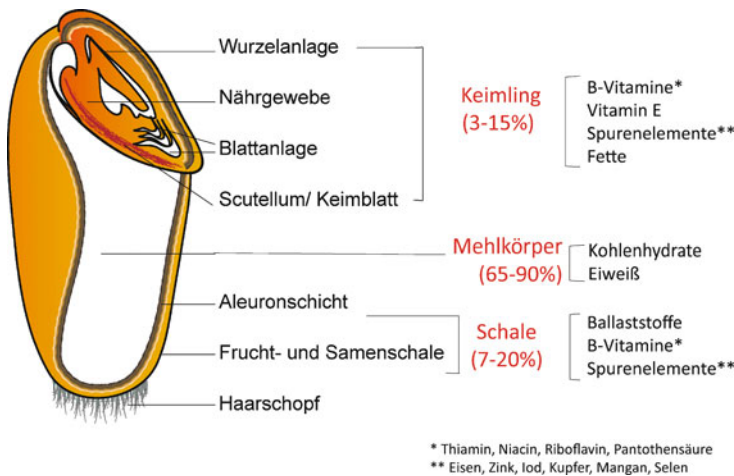 Wurzelanlage
Nährgewebe
Blattanlage
Scutellum/ Keimblatt
Keimling
(3-15%)
B-Vitamine*
Vitamin E
Spurenelemente**
Fette
Mehlkörper
(65-90%)
Kohlenhydrate
Eiweiß
Aleuronschicht
Frucht- und Samenschale
Haarschopf
Schale
(7-20%)
Ballaststoffe
B-Vitamine*
Spurenelemente**
* Thiamin, Niacin, Riboflavin, Pantothensäure
** Eisen, Zink, Iod, Kupfer, Mangan, Selen